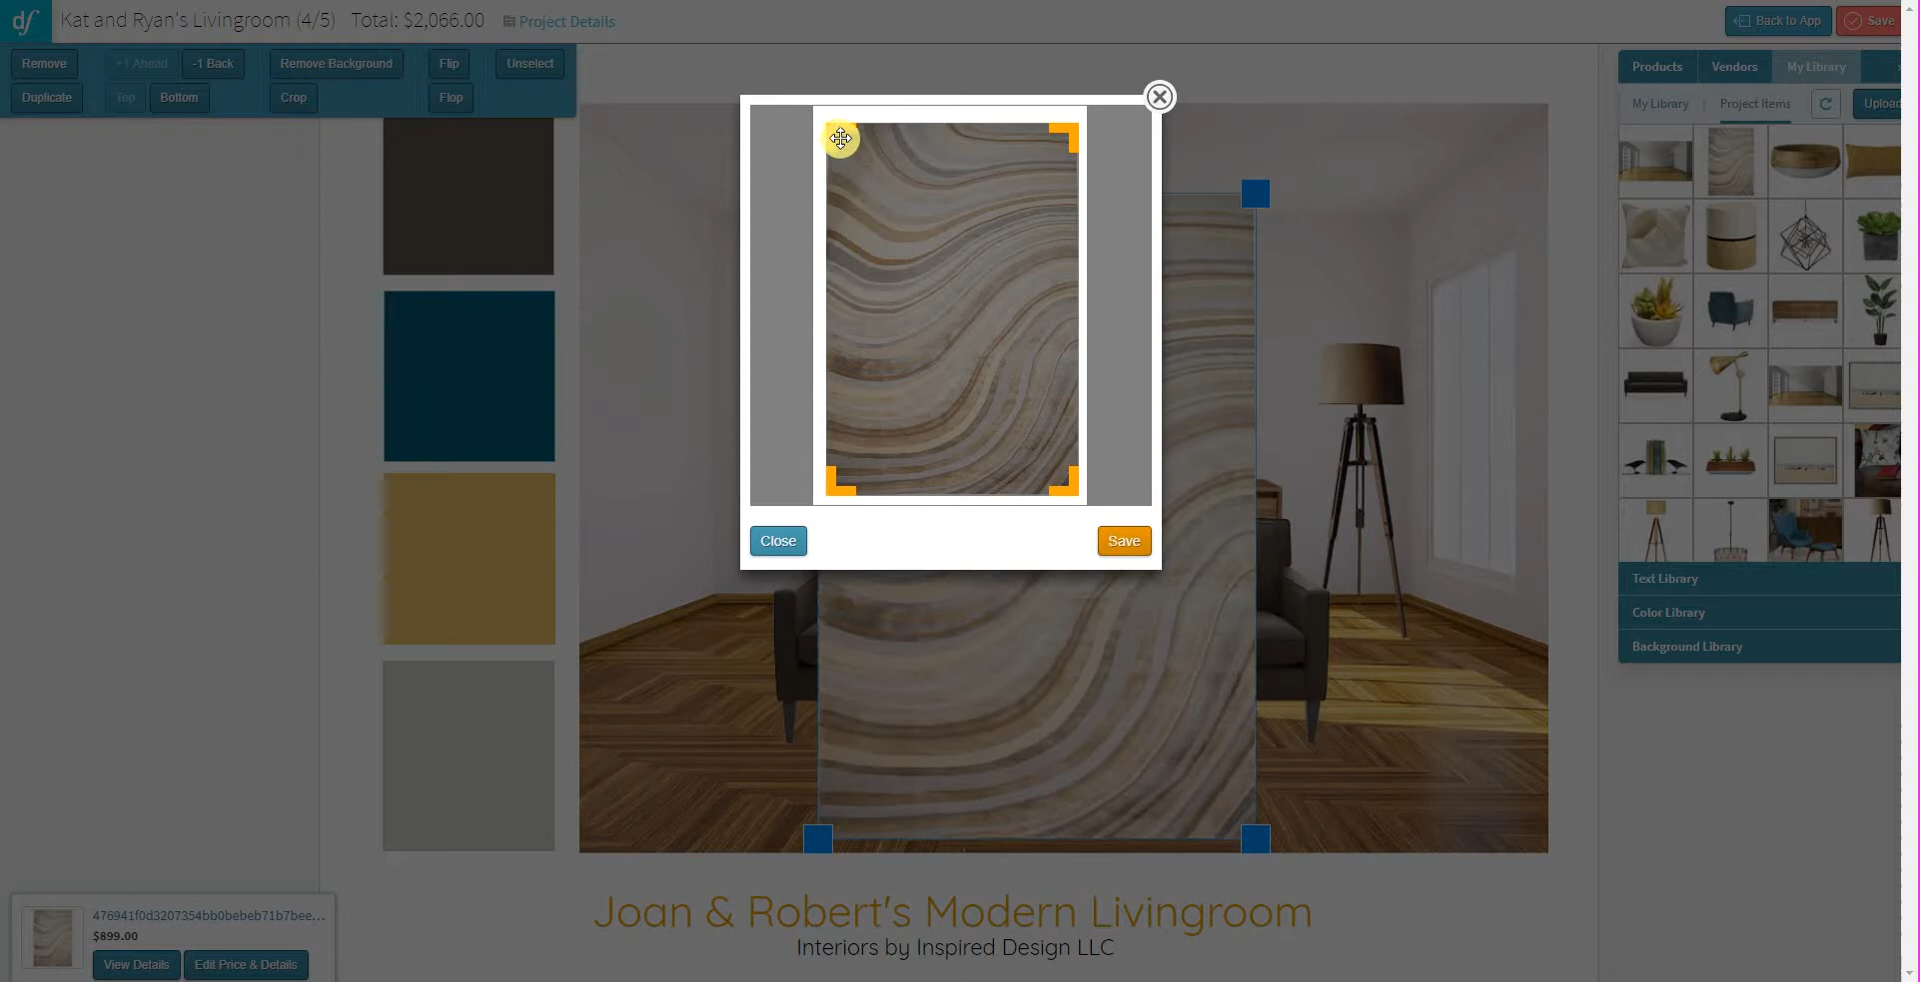 df Kat and Ryan's Livingroom (4/5) Total: $2,066.00 Project Details Back to App Save
Remove +1 Ahead -1 Back Remove Background Flip Unselect
Duplicate Top Bottom Crop Flop
Products Vendors My Library
My Library | Project Items Upload
Close Save
Text Library
Color Library
Background Library
Joan & Robert's Modern Livingroom
Interiors by Inspired Design LLC
476941f0d3207354bb0bebeb71b7bee...
$899.00
View Details Edit Price & Details